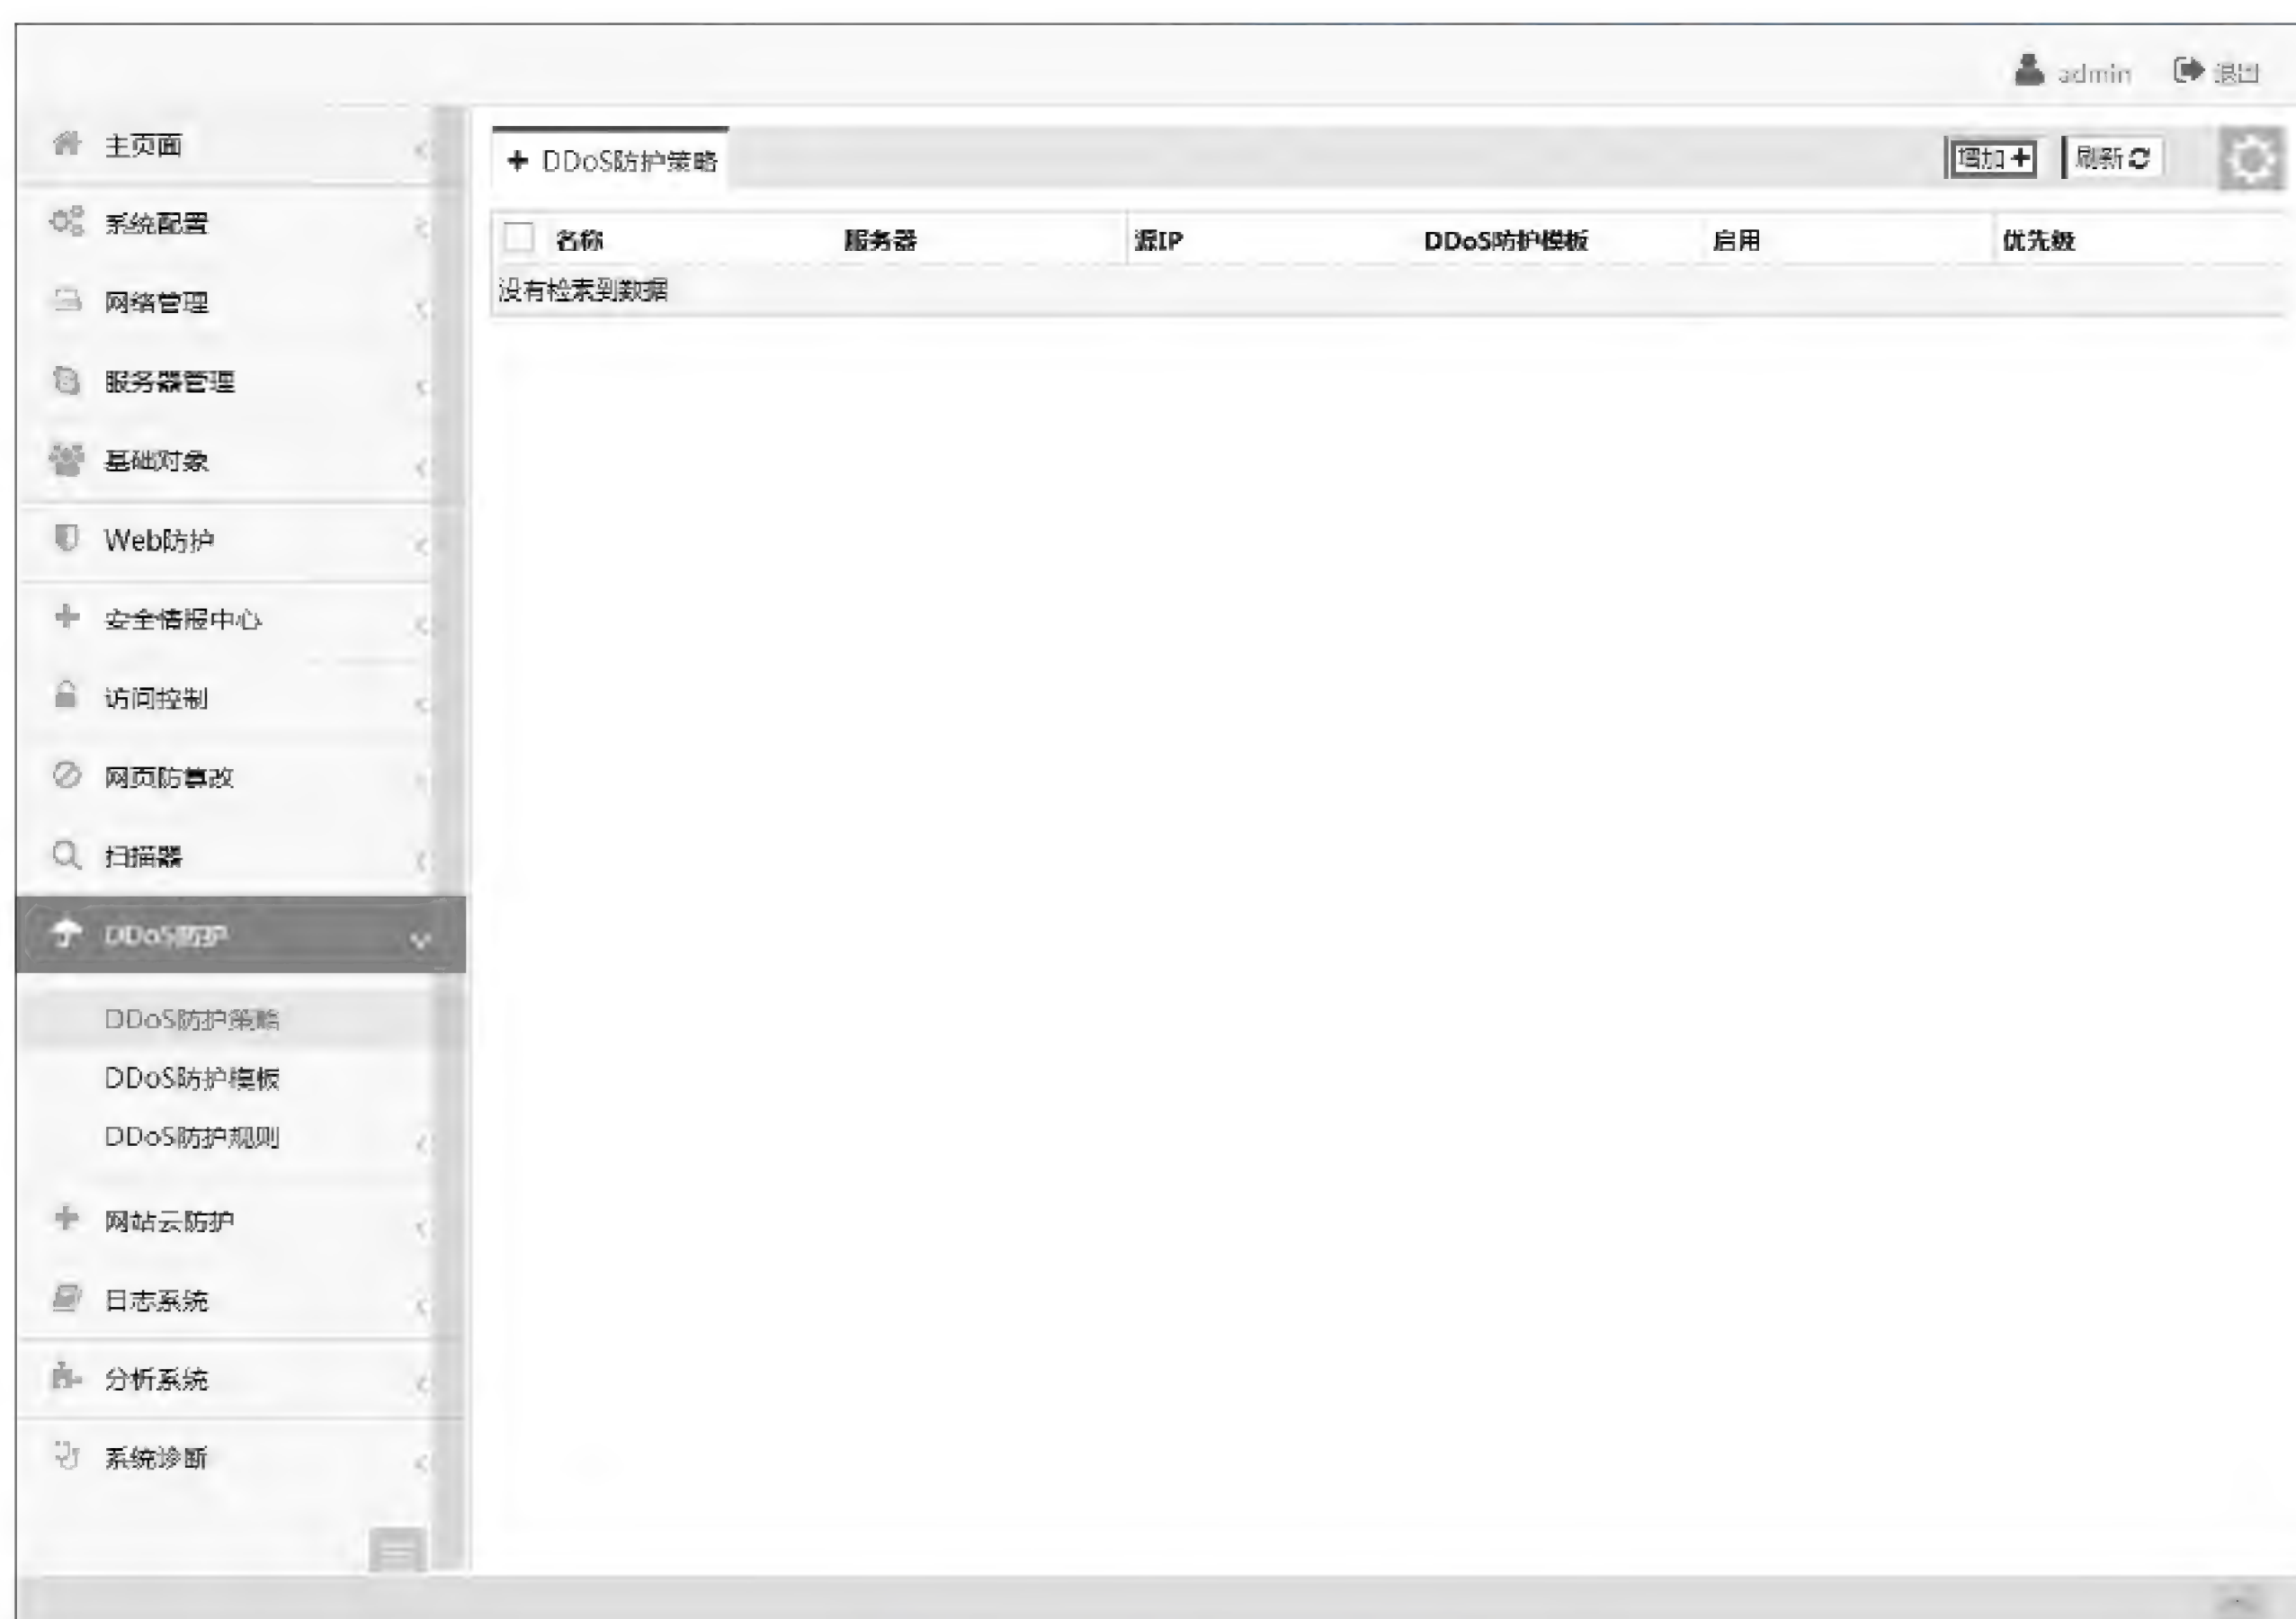 admin 退出
主页面
系统配置
网络管理
服务器管理
基础对象
Web防护
安全情报中心
访问控制
网页防篡改
扫描器
DDoS防护
DDoS防护策略
DDoS防护模板
DDoS防护规则
网站云防护
日志系统
分析系统
系统诊断
DDoS防护策略 增加 刷新
名称 服务器 源IP DDoS防护模板 启用 优先级
没有检索到数据